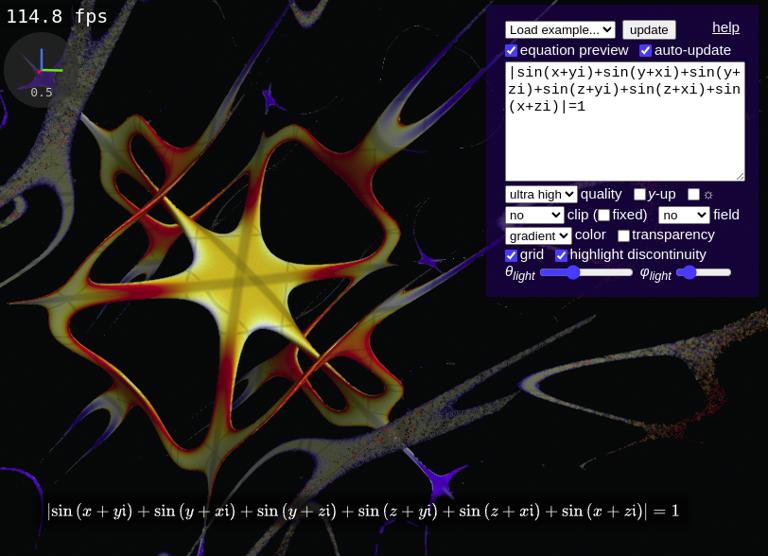 114.8 fps
0.5
Load example... update help
equation preview auto-update
|sin(x+yi)+sin(y+xi)+sin(y+
zi)+sin(z+yi)+sin(z+xi)+sin
(x+zi)|=1
ultra high quality y-up ☼
no clip ( fixed) no field
gradient color transparency
grid highlight discontinuity
θlight φlight
|sin (x + yi) + sin (y + xi) + sin (y + zi) + sin (z + yi) + sin (z + xi) + sin (x + zi)| = 1